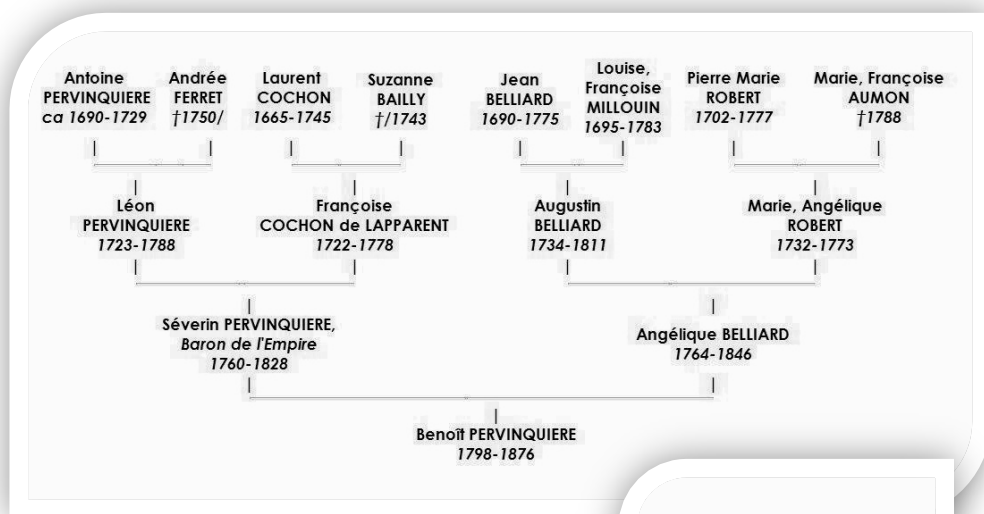 Antoine
PERVINQUIERE
ca 1690-1729
Andrée
FERRET
†1750/
Laurent
COCHON
1665-1745
Suzanne
BAILLY
†/1743
Jean
BELLIARD
1690-1775
Louise,
Françoise
MILLOUIN
1695-1783
Pierre Marie
ROBERT
1702-1777
Marie, Françoise
AUMON
†1788
Léon
PERVINQUIERE
1723-1788
Françoise
COCHON de LAPPARENT
1722-1778
Augustin
BELLIARD
1734-1811
Marie, Angélique
ROBERT
1732-1773
Séverin PERVINQUIERE,
Baron de l'Empire
1760-1828
Angélique BELLIARD
1764-1846
Benoît PERVINQUIERE
1798-1876